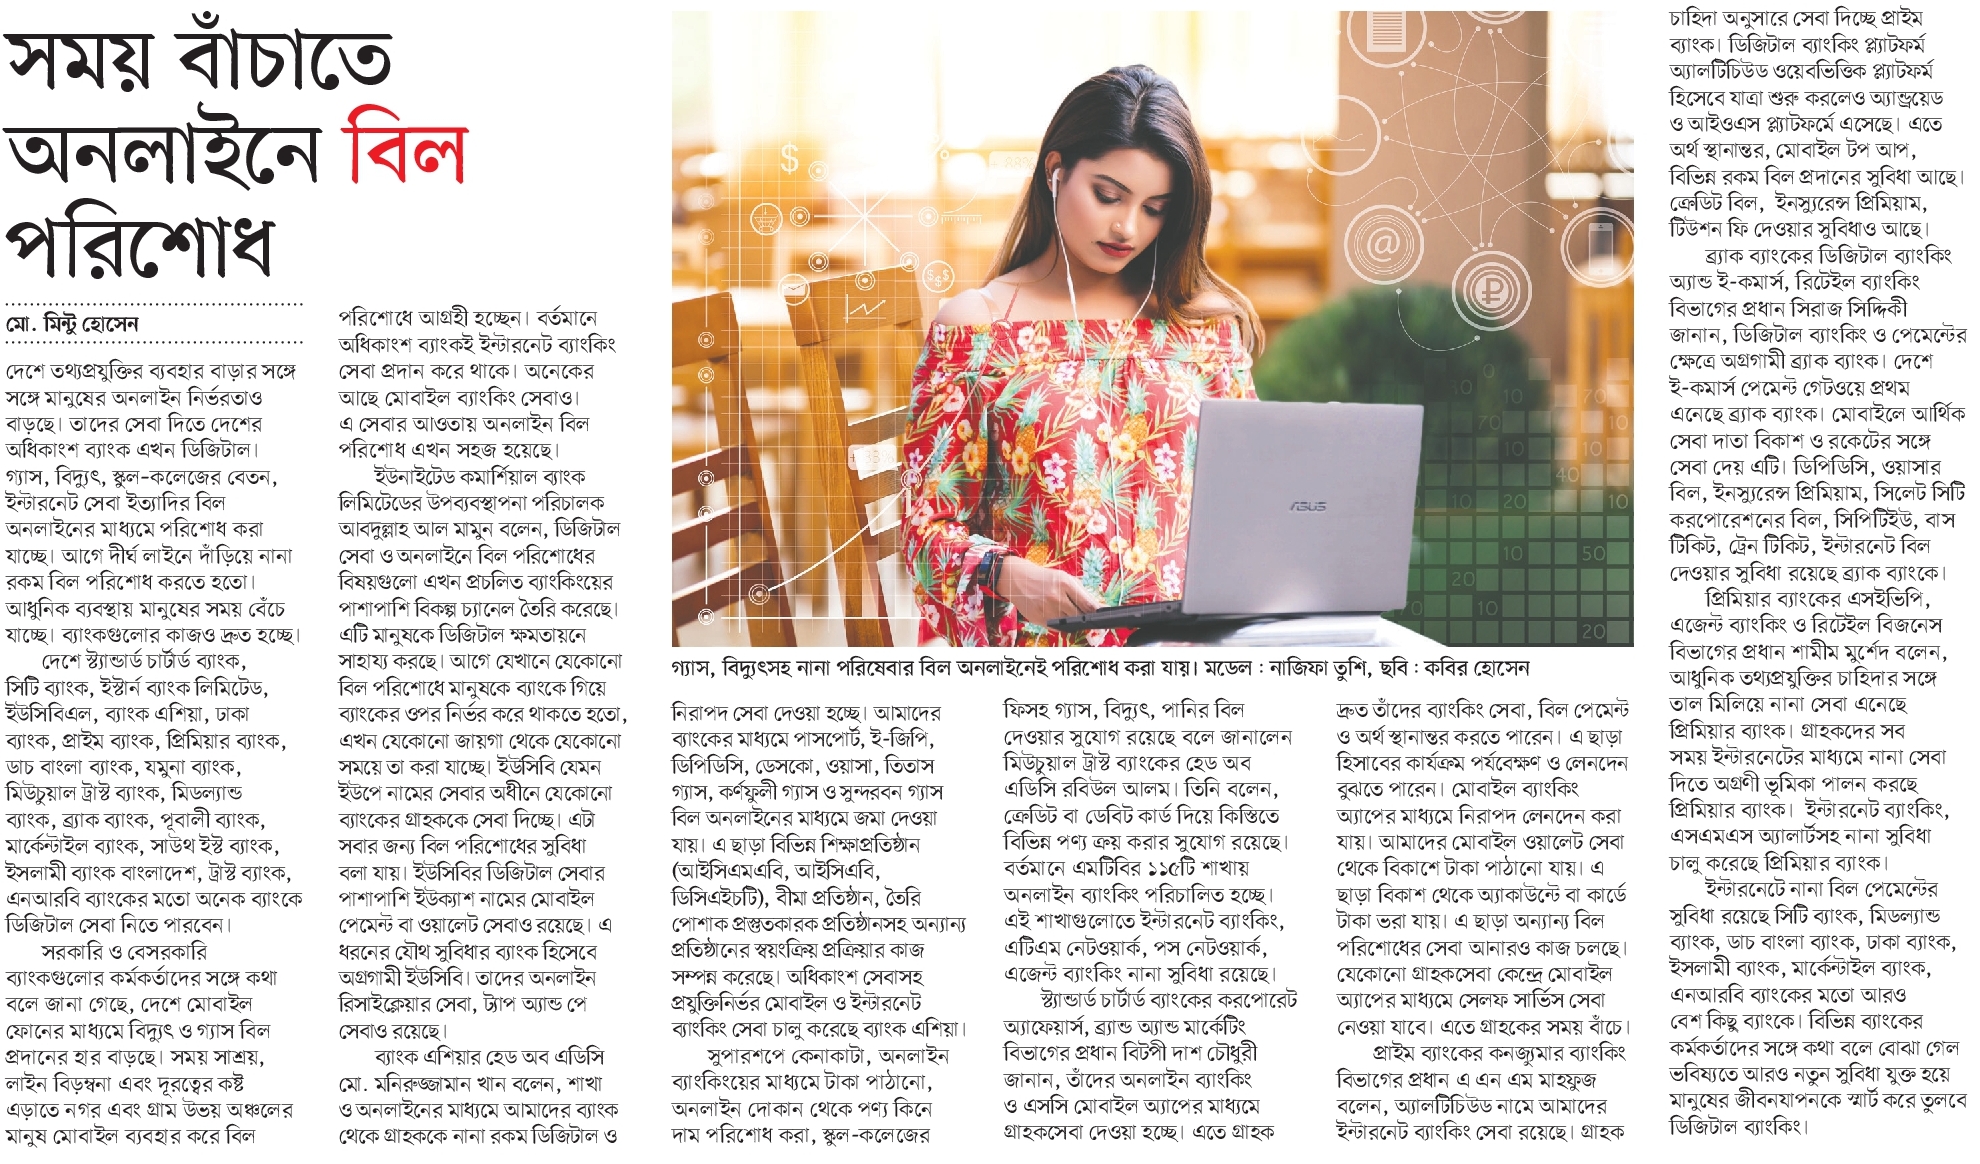 সময় বাঁচাতে
অনলাইনে বিল
পরিশোধ
মো. মিন্টু হোসেন
দেশে তথ্যপ্রযুক্তির ব্যবহার বাড়ার সঙ্গে
সঙ্গে মানুষের অনলাইন নির্ভরতাও
বাড়ছে। তাদের সেবা দিতে দেশের
অধিকাংশ ব্যাংক এখন ডিজিটাল।
গ্যাস, বিদ্যুৎ, স্কুল-কলেজের বেতন,
ইন্টারনেট সেবা ইত্যাদির বিল
অনলাইনের মাধ্যমে পরিশোধ করা
যাচ্ছে। আগে দীর্ঘ লাইনে দাঁড়িয়ে নানা
রকম বিল পরিশোধ করতে হতো।
আধুনিক ব্যবস্থায় মানুষের সময় বেঁচে
যাচ্ছে। ব্যাংকগুলোর কাজও দ্রুত হচ্ছে।
দেশে স্ট্যান্ডার্ড চার্টার্ড ব্যাংক,
সিটি ব্যাংক, ইস্টার্ন ব্যাংক লিমিটেড,
ইউসিবিএল, ব্যাংক এশিয়া, ঢাকা
ব্যাংক, প্রাইম ব্যাংক, প্রিমিয়ার ব্যাংক,
ডাচ বাংলা ব্যাংক, যমুনা ব্যাংক,
মিউচুয়াল ট্রাস্ট ব্যাংক, মিডল্যান্ড
ব্যাংক, ব্র্যাক ব্যাংক, পূবালী ব্যাংক,
মার্কেন্টাইল ব্যাংক, সাউথ ইস্ট ব্যাংক,
ইসলামী ব্যাংক বাংলাদেশ, ট্রাস্ট ব্যাংক,
এনআরবি ব্যাংকের মতো অনেক ব্যাংকে
ডিজিটাল সেবা নিতে পারবেন।
সরকারি ও বেসরকারি
ব্যাংকগুলোর কর্মকর্তাদের সঙ্গে কথা
বলে জানা গেছে, দেশে মোবাইল
ফোনের মাধ্যমে বিদ্যুৎ ও গ্যাস বিল
প্রদানের হার বাড়ছে। সময় সাশ্রয়,
লাইন বিড়ম্বনা এবং দূরত্বের কষ্ট
এড়াতে নগর এবং গ্রাম উভয় অঞ্চলের
মানুষ মোবাইল ব্যবহার করে বিল
পরিশোধে আগ্রহী হচ্ছেন। বর্তমানে
অধিকাংশ ব্যাংকই ইন্টারনেট ব্যাংকিং
সেবা প্রদান করে থাকে। অনেকের
আছে মোবাইল ব্যাংকিং সেবাও।
এ সেবার আওতায় অনলাইন বিল
পরিশোধ এখন সহজ হয়েছে।
ইউনাইটেড কমার্শিয়াল ব্যাংক
লিমিটেডের উপব্যবস্থাপনা পরিচালক
আবদুল্লাহ আল মামুন বলেন, ডিজিটাল
সেবা ও অনলাইনে বিল পরিশোধের
বিষয়গুলো এখন প্রচলিত ব্যাংকিংয়ের
পাশাপাশি বিকল্প চ্যানেল তৈরি করেছে।
এটি মানুষকে ডিজিটাল ক্ষমতায়নে
সাহায্য করছে। আগে যেখানে যেকোনো
বিল পরিশোধে মানুষকে ব্যাংকে গিয়ে
ব্যাংকের ওপর নির্ভর করে থাকতে হতো,
এখন যেকোনো জায়গা থেকে যেকোনো
সময়ে তা করা যাচ্ছে। ইউসিবি যেমন
ইউপে নামের সেবার অধীনে যেকোনো
ব্যাংকের গ্রাহককে সেবা দিচ্ছে। এটা
সবার জন্য বিল পরিশোধের সুবিধা
বলা যায়। ইউসিবির ডিজিটাল সেবার
পাশাপাশি ইউক্যাশ নামের মোবাইল
পেমেন্ট বা ওয়ালেট সেবাও রয়েছে। এ
ধরনের যৌথ সুবিধার ব্যাংক হিসেবে
অগ্রগামী ইউসিবি। তাদের অনলাইন
রিসাইক্লেয়ার সেবা, ট্যাপ অ্যান্ড পে
সেবাও রয়েছে।
ব্যাংক এশিয়ার হেড অব এডিসি
মো. মনিরুজ্জামান খান বলেন, শাখা
ও অনলাইনের মাধ্যমে আমাদের ব্যাংক
থেকে গ্রাহককে নানা রকম ডিজিটাল ও
$
@
ASUS
গ্যাস, বিদ্যুৎসহ নানা পরিষেবার বিল অনলাইনেই পরিশোধ করা যায়। মডেল : নাজিফা তুশি, ছবি : কবির হোসেন
নিরাপদ সেবা দেওয়া হচ্ছে। আমাদের
ব্যাংকের মাধ্যমে পাসপোর্ট, ই-জিপি,
ডিপিডিসি, ডেসকো, ওয়াসা, তিতাস
গ্যাস, কর্ণফুলী গ্যাস ও সুন্দরবন গ্যাস
বিল অনলাইনের মাধ্যমে জমা দেওয়া
যায়। এ ছাড়া বিভিন্ন শিক্ষাপ্রতিষ্ঠান
(আইসিএমএবি, আইসিএবি,
ডিসিএইচটি), বীমা প্রতিষ্ঠান, তৈরি
পোশাক প্রস্তুতকারক প্রতিষ্ঠানসহ অন্যান্য
প্রতিষ্ঠানের স্বয়ংক্রিয় প্রক্রিয়ার কাজ
সম্পন্ন করেছে। অধিকাংশ সেবাসহ
প্রযুক্তিনির্ভর মোবাইল ও ইন্টারনেট
ব্যাংকিং সেবা চালু করেছে ব্যাংক এশিয়া।
সুপারশপে কেনাকাটা, অনলাইন
ব্যাংকিংয়ের মাধ্যমে টাকা পাঠানো,
অনলাইন দোকান থেকে পণ্য কিনে
দাম পরিশোধ করা, স্কুল-কলেজের
ফিসহ গ্যাস, বিদ্যুৎ, পানির বিল
দেওয়ার সুযোগ রয়েছে বলে জানালেন
মিউচুয়াল ট্রাস্ট ব্যাংকের হেড অব
এডিসি রবিউল আলম। তিনি বলেন,
ক্রেডিট বা ডেবিট কার্ড দিয়ে কিস্তিতে
বিভিন্ন পণ্য ক্রয় করার সুযোগ রয়েছে।
বর্তমানে এমটিবির ১১৫টি শাখায়
অনলাইন ব্যাংকিং পরিচালিত হচ্ছে।
এই শাখাগুলোতে ইন্টারনেট ব্যাংকিং,
এটিএম নেটওয়ার্ক, পস নেটওয়ার্ক,
এজেন্ট ব্যাংকিং নানা সুবিধা রয়েছে।
স্ট্যান্ডার্ড চার্টার্ড ব্যাংকের করপোরেট
অ্যাফেয়ার্স, ব্র্যান্ড অ্যান্ড মার্কেটিং
বিভাগের প্রধান বিটপী দাশ চৌধুরী
জানান, তাঁদের অনলাইন ব্যাংকিং
ও এসসি মোবাইল অ্যাপের মাধ্যমে
গ্রাহকসেবা দেওয়া হচ্ছে। এতে গ্রাহক
দ্রুত তাঁদের ব্যাংকিং সেবা, বিল পেমেন্ট
ও অর্থ স্থানান্তর করতে পারেন। এ ছাড়া
হিসাবের কার্যক্রম পর্যবেক্ষণ ও লেনদেন
বুঝতে পারেন। মোবাইল ব্যাংকিং
অ্যাপের মাধ্যমে নিরাপদ লেনদেন করা
যায়। আমাদের মোবাইল ওয়ালেট সেবা
থেকে বিকাশে টাকা পাঠানো যায়। এ
ছাড়া বিকাশ থেকে অ্যাকাউন্টে বা কার্ডে
টাকা ভরা যায়। এ ছাড়া অন্যান্য বিল
পরিশোধের সেবা আনারও কাজ চলছে।
যেকোনো গ্রাহকসেবা কেন্দ্রে মোবাইল
অ্যাপের মাধ্যমে সেলফ সার্ভিস সেবা
নেওয়া যাবে। এতে গ্রাহকের সময় বাঁচে।
প্রাইম ব্যাংকের কনজ্যুমার ব্যাংকিং
বিভাগের প্রধান এ এন এম মাহফুজ
বলেন, অ্যালটিচিউড নামে আমাদের
ইন্টারনেট ব্যাংকিং সেবা রয়েছে। গ্রাহক
চাহিদা অনুসারে সেবা দিচ্ছে প্রাইম
ব্যাংক। ডিজিটাল ব্যাংকিং প্ল্যাটফর্ম
অ্যালটিচিউড ওয়েবভিত্তিক প্ল্যাটফর্ম
হিসেবে যাত্রা শুরু করলেও অ্যান্ড্রয়েড
ও আইওএস প্ল্যাটফর্মে এসেছে। এতে
অর্থ স্থানান্তর, মোবাইল টপ আপ,
বিভিন্ন রকম বিল প্রদানের সুবিধা আছে।
ক্রেডিট বিল, ইনস্যুরেন্স প্রিমিয়াম,
টিউশন ফি দেওয়ার সুবিধাও আছে।
ব্র্যাক ব্যাংকের ডিজিটাল ব্যাংকিং
অ্যান্ড ই-কমার্স, রিটেইল ব্যাংকিং
বিভাগের প্রধান সিরাজ সিদ্দিকী
জানান, ডিজিটাল ব্যাংকিং ও পেমেন্টের
ক্ষেত্রে অগ্রগামী ব্র্যাক ব্যাংক। দেশে
ই-কমার্স পেমেন্ট গেটওয়ে প্রথম
এনেছে ব্র্যাক ব্যাংক। মোবাইলে আর্থিক
সেবা দাতা বিকাশ ও রকেটের সঙ্গে
সেবা দেয় এটি। ডিপিডিসি, ওয়াসার
বিল, ইনস্যুরেন্স প্রিমিয়াম, সিলেট সিটি
করপোরেশনের বিল, সিপিটিইউ, বাস
টিকিট, ট্রেন টিকিট, ইন্টারনেট বিল
দেওয়ার সুবিধা রয়েছে ব্র্যাক ব্যাংকে।
প্রিমিয়ার ব্যাংকের এসইভিপি,
এজেন্ট ব্যাংকিং ও রিটেইল বিজনেস
বিভাগের প্রধান শামীম মুর্শেদ বলেন,
আধুনিক তথ্যপ্রযুক্তির চাহিদার সঙ্গে
তাল মিলিয়ে নানা সেবা এনেছে
প্রিমিয়ার ব্যাংক। গ্রাহকদের সব
সময় ইন্টারনেটের মাধ্যমে নানা সেবা
দিতে অগ্রণী ভূমিকা পালন করছে
প্রিমিয়ার ব্যাংক। ইন্টারনেট ব্যাংকিং,
এসএমএস অ্যালার্টসহ নানা সুবিধা
চালু করেছে প্রিমিয়ার ব্যাংক।
ইন্টারনেটে নানা বিল পেমেন্টের
সুবিধা রয়েছে সিটি ব্যাংক, মিডল্যান্ড
ব্যাংক, ডাচ বাংলা ব্যাংক, ঢাকা ব্যাংক,
ইসলামী ব্যাংক, মার্কেন্টাইল ব্যাংক,
এনআরবি ব্যাংকের মতো আরও
বেশ কিছু ব্যাংকে। বিভিন্ন ব্যাংকের
কর্মকর্তাদের সঙ্গে কথা বলে বোঝা গেল
ভবিষ্যতে আরও নতুন সুবিধা যুক্ত হয়ে
মানুষের জীবনযাপনকে স্মার্ট করে তুলবে
ডিজিটাল ব্যাংকিং।